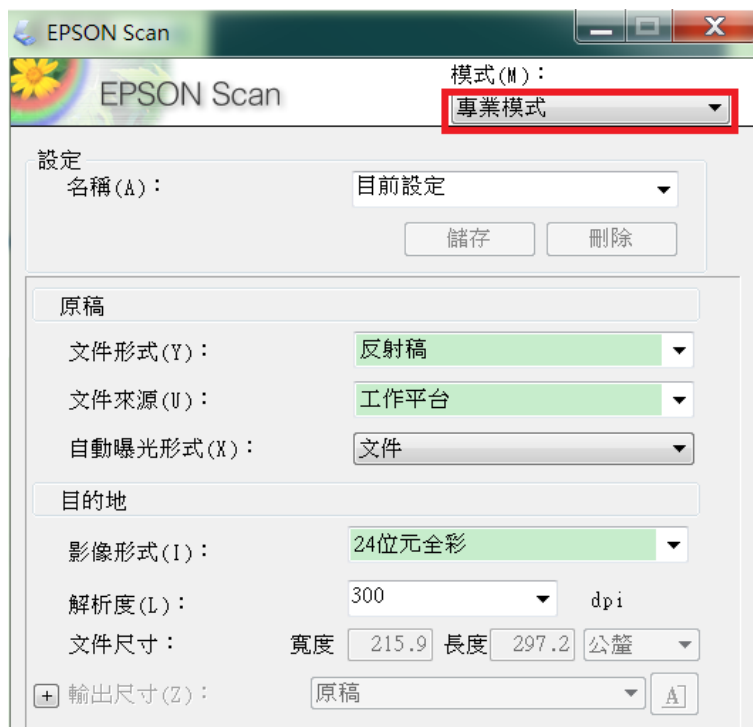 EPSON Scan
模式(M)：
EPSON Scan
專業模式
設定
名稱(A)： 目前設定
儲存 刪除
原稿
文件形式(Y)： 反射稿
文件來源(U)： 工作平台
自動曝光形式(X)： 文件
目的地
影像形式(I)： 24位元全彩
解析度(L)： 300 dpi
文件尺寸： 寬度 215.9 長度 297.2 公釐
+ 輸出尺寸(Z)： 原稿 A